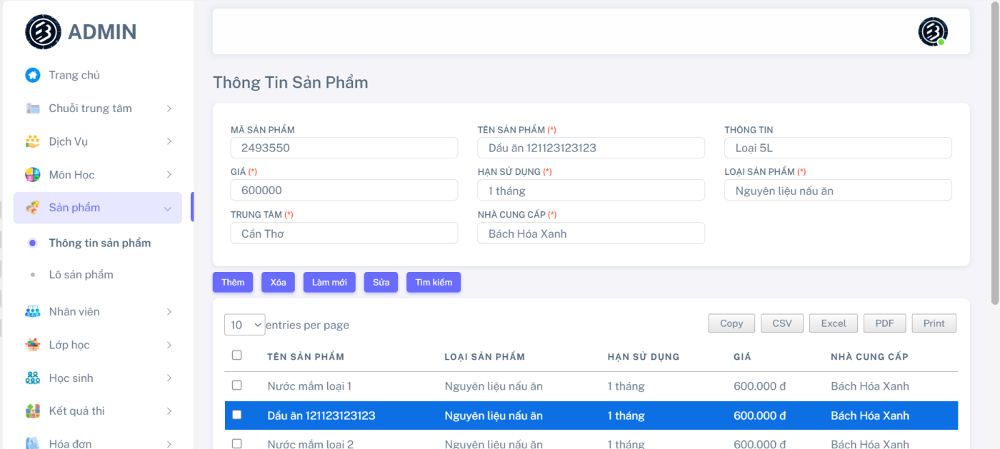 ADMIN
Trang chủ
Chuỗi trung tâm
Dịch Vụ
Môn Học
Sản phẩm
Thông tin sản phẩm
Lô sản phẩm
Nhân viên
Lớp học
Học sinh
Kết quả thi
Hóa đơn
Thông Tin Sản Phẩm
MÃ SẢN PHẨM
2493550
TÊN SẢN PHẨM (*)
Dầu ăn 121123123123
THÔNG TIN
Loại 5L
GIÁ (*)
600000
HẠN SỬ DỤNG (*)
1 tháng
LOẠI SẢN PHẨM (*)
Nguyên liệu nấu ăn
TRUNG TÂM (*)
Cần Thơ
NHÀ CUNG CẤP (*)
Bách Hóa Xanh
Thêm Xóa Làm mới Sửa Tìm kiếm
10 entries per page Copy CSV Excel PDF Print
TÊN SẢN PHẨM LOẠI SẢN PHẨM HẠN SỬ DỤNG GIÁ NHÀ CUNG CẤP
Nước mắm loại 1 Nguyên liệu nấu ăn 1 tháng 600.000 đ Bách Hóa Xanh
Dầu ăn 121123123123 Nguyên liệu nấu ăn 1 tháng 600.000 đ Bách Hóa Xanh
Nước mắm loại 2 Nguyên liệu nấu ăn 1 tháng 600.000 đ Bách Hóa Xanh